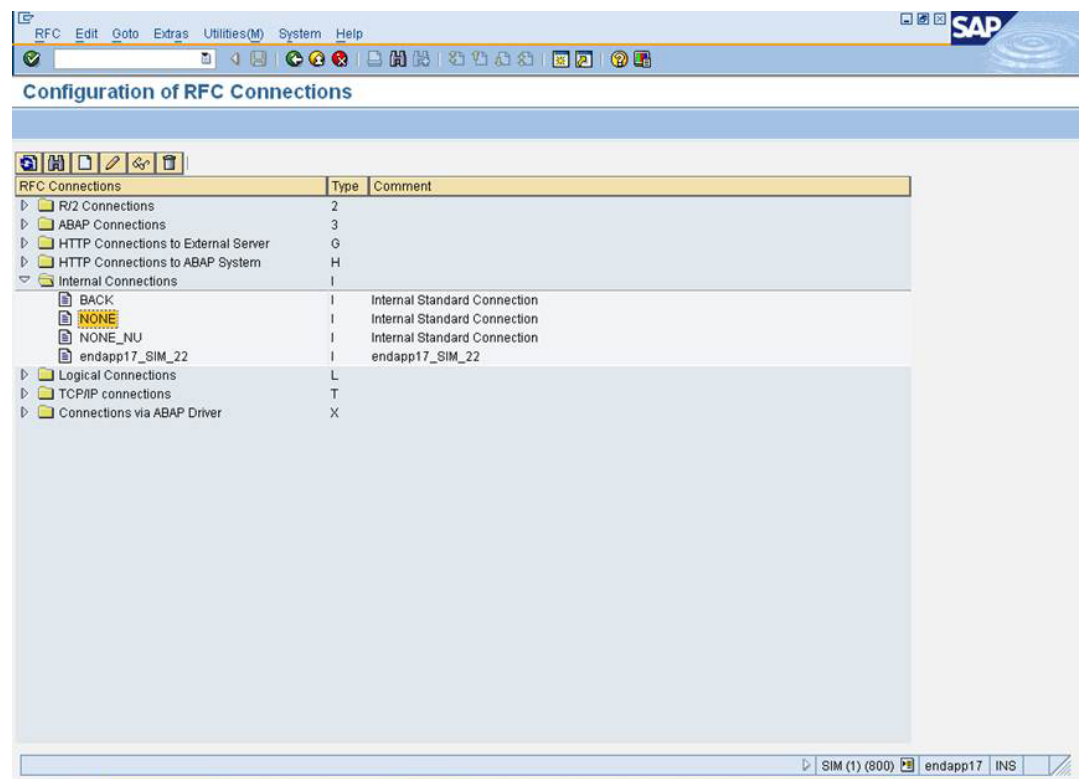 RFC Edit Goto Extras Utilities(M) System Help
SAP
Configuration of RFC Connections
RFC Connections Type Comment
R/2 Connections 2
ABAP Connections 3
HTTP Connections to External Server G
HTTP Connections to ABAP System H
Internal Connections I
BACK I Internal Standard Connection
NONE I Internal Standard Connection
NONE_NU I Internal Standard Connection
endapp17_SIM_22 I endapp17_SIM_22
Logical Connections L
TCP/IP connections T
Connections via ABAP Driver X
SIM (1) (800) endapp17 INS